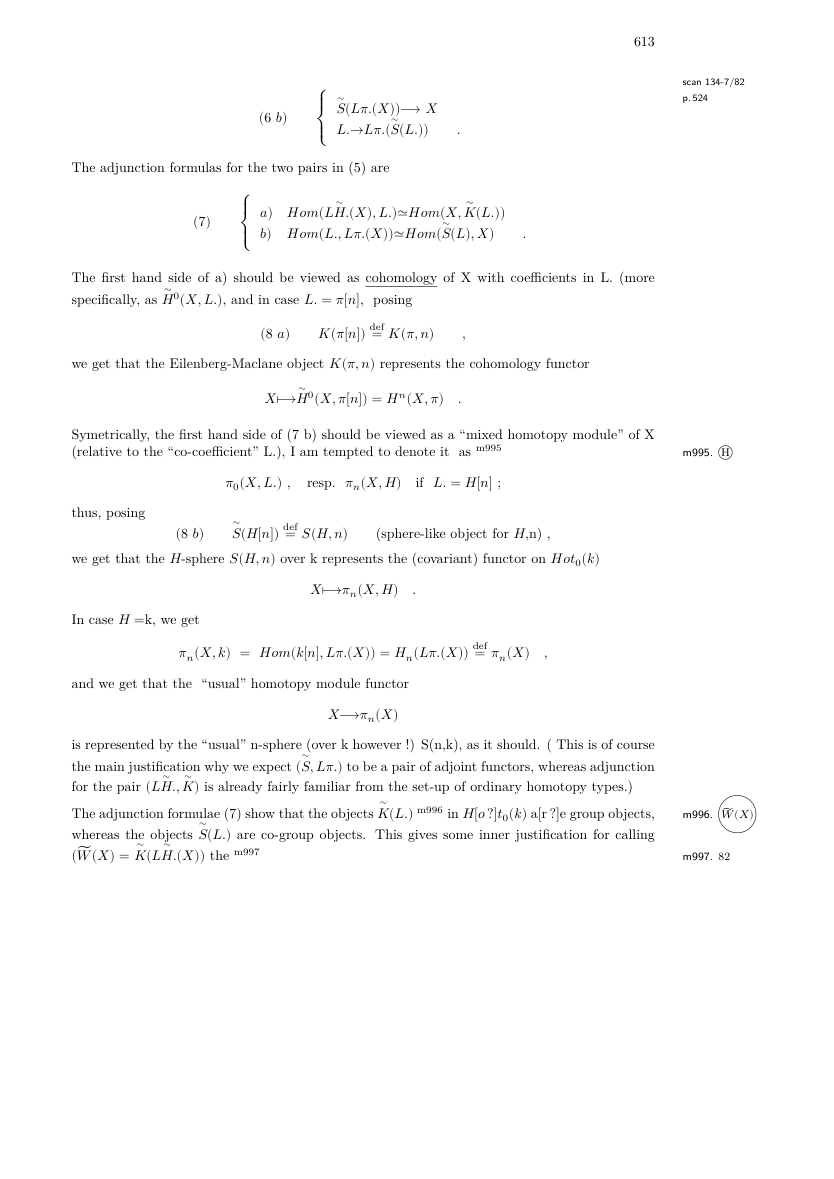 613
scan 134-7/82
p. 524
(6 b) { S̃(Lπ.(X))⟶ X
L.→Lπ.(S̃(L.)) .
The adjunction formulas for the two pairs in (5) are
(7) { a) Hom(LH̃.(X), L.)≃Hom(X, K̃(L.))
b) Hom(L., Lπ.(X))≃Hom(S̃(L), X) .
The first hand side of a) should be viewed as cohomology of X with coefficients in L. (more
specifically, as H̃⁰(X, L.), and in case L. = π[n], posing
(8 a) K(π[n]) def= K(π, n) ,
we get that the Eilenberg-Maclane object K(π, n) represents the cohomology functor
X⟼H̃⁰(X, π[n]) = Hⁿ(X, π) .
Symetrically, the first hand side of (7 b) should be viewed as a “mixed homotopy module” of X
(relative to the “co-coefficient” L.), I am tempted to denote it as m995
m995. Ⓗ
π₀(X, L.) , resp. πₙ(X, H) if L. = H[n] ;
thus, posing
(8 b) S̃(H[n]) def= S(H, n) (sphere-like object for H,n) ,
we get that the H-sphere S(H, n) over k represents the (covariant) functor on Hot₀(k)
X⟼πₙ(X, H) .
In case H =k, we get
πₙ(X, k) = Hom(k[n], Lπ.(X)) = Hₙ(Lπ.(X)) def= πₙ(X) ,
and we get that the “usual” homotopy module functor
X⟶πₙ(X)
is represented by the “usual” n-sphere (over k however !) S(n,k), as it should. ( This is of course
the main justification why we expect (S̃, Lπ.) to be a pair of adjoint functors, whereas adjunction
for the pair (LH̃., K̃) is already fairly familiar from the set-up of ordinary homotopy types.)
The adjunction formulae (7) show that the objects K̃(L.) m996 in H[o ?]t₀(k) a[r ?]e group objects,
m996. W̃(X)
whereas the objects S̃(L.) are co-group objects. This gives some inner justification for calling
(W̃(X) = K̃(LH̃.(X)) the m997
m997. 82